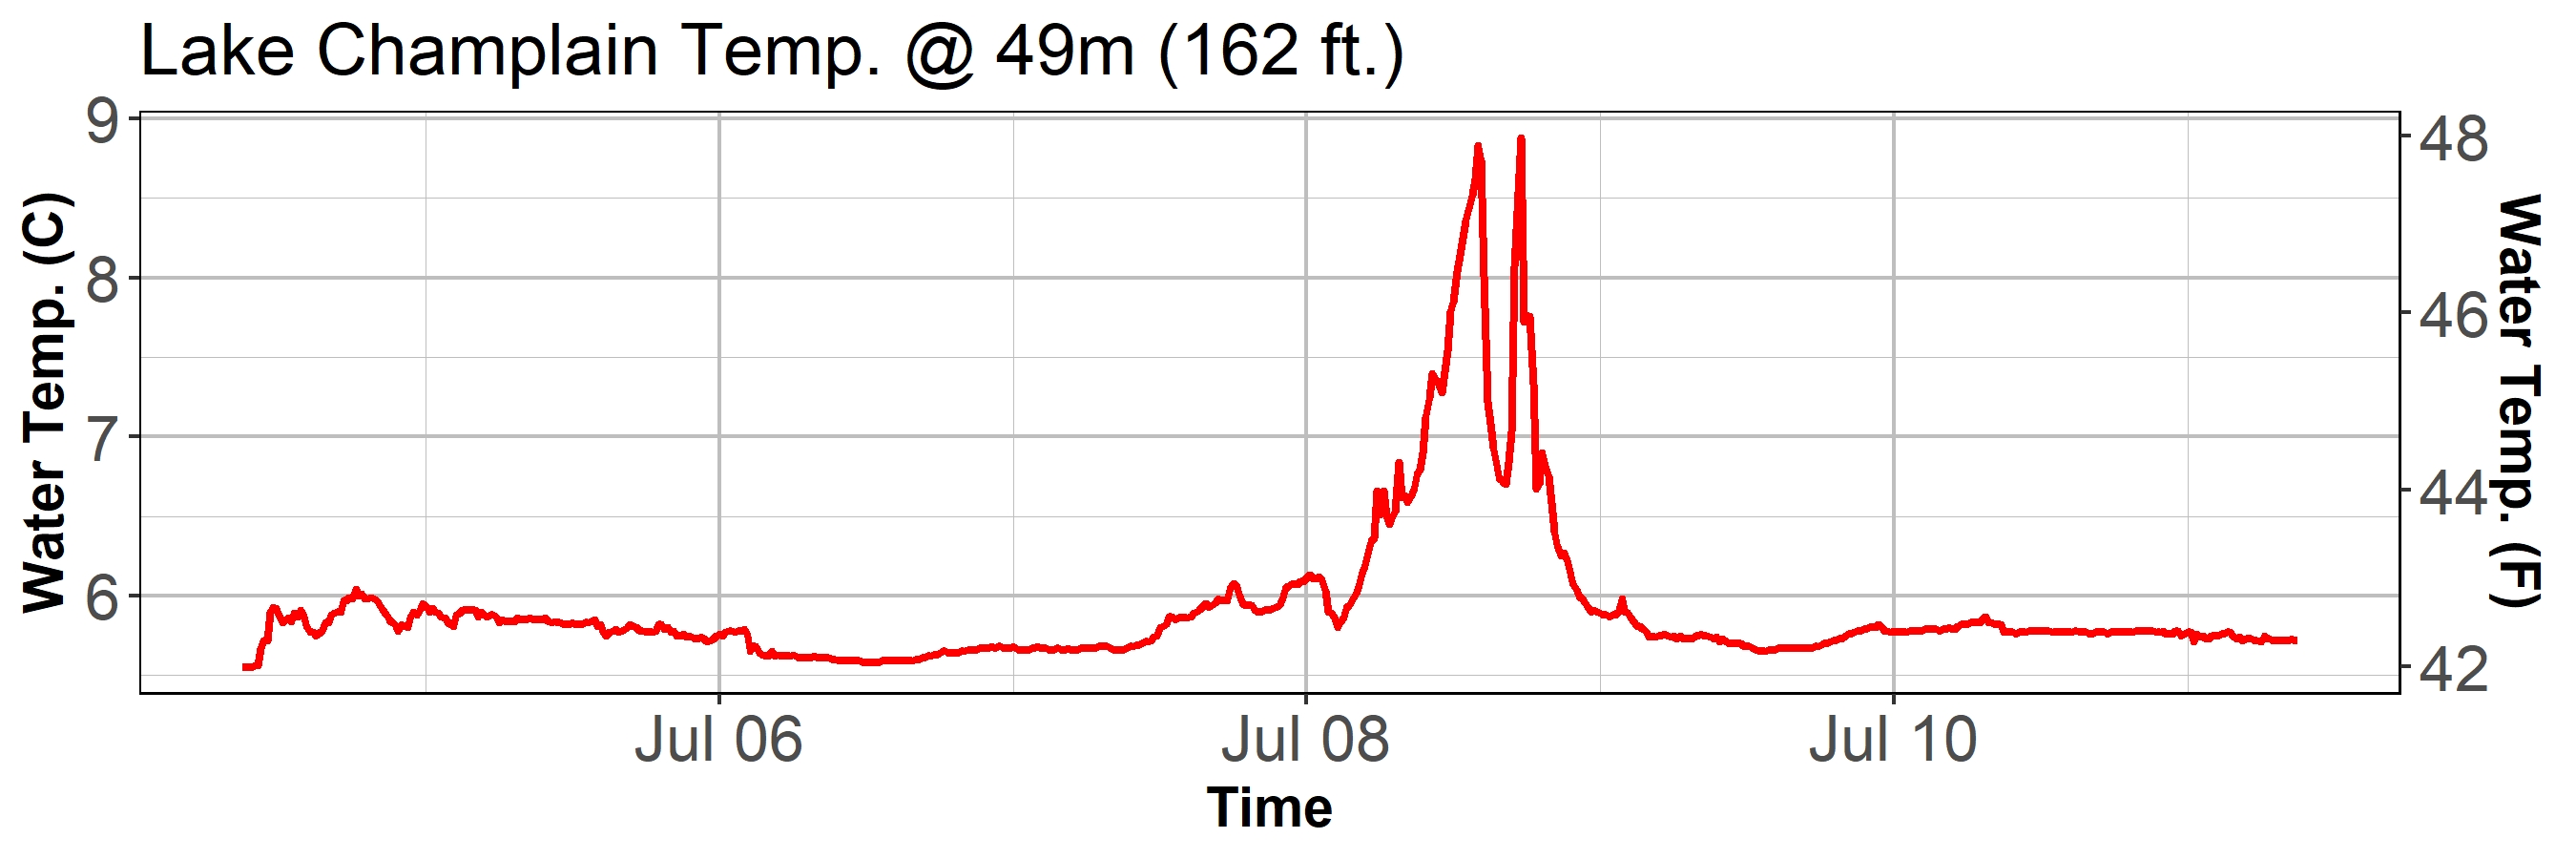 Lake Champlain Temp. @ 49m (162 ft.)
Water Temp. (C)
9
8
7
6
48
46
44
42
Water Temp. (F)
Jul 06
Jul 08
Jul 10
Time